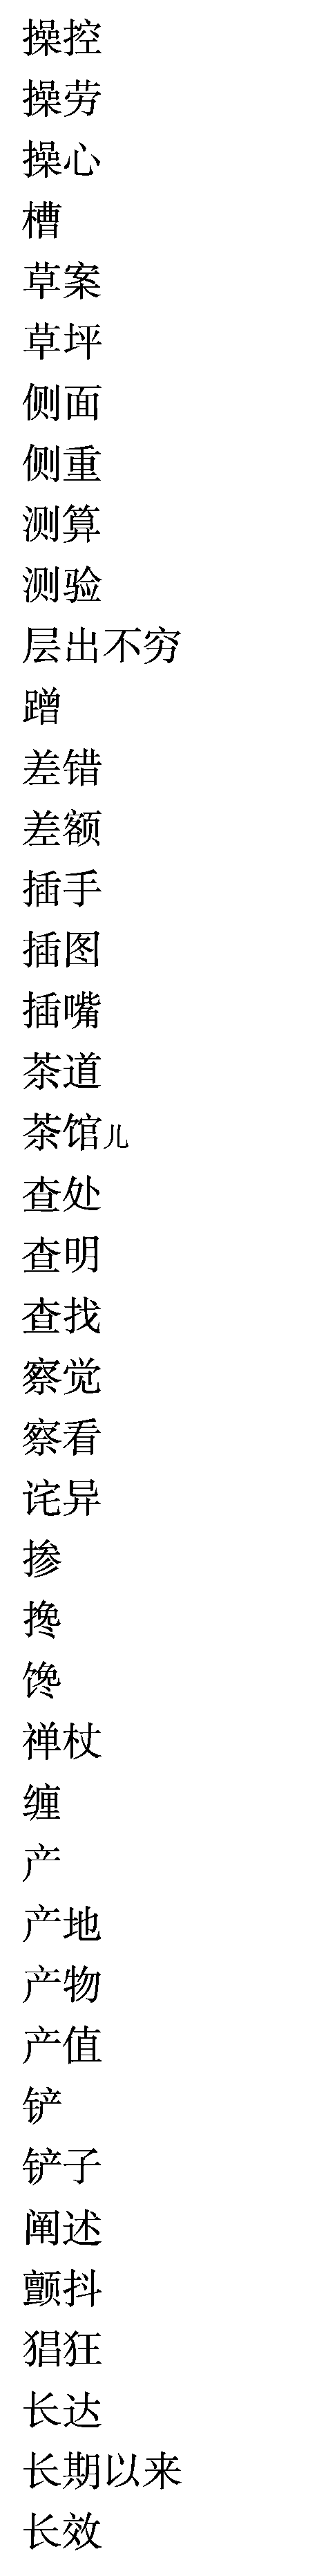 操控
操劳
操心
槽
草案
草坪
侧面
侧重
测算
测验
层出不穷
蹭
差错
差额
插手
插图
插嘴
茶道
茶馆儿
查处
查明
查找
察觉
察看
诧异
掺
搀
馋
禅杖
缠
产
产地
产物
产值
铲
铲子
阐述
颤抖
猖狂
长达
长期以来
长效